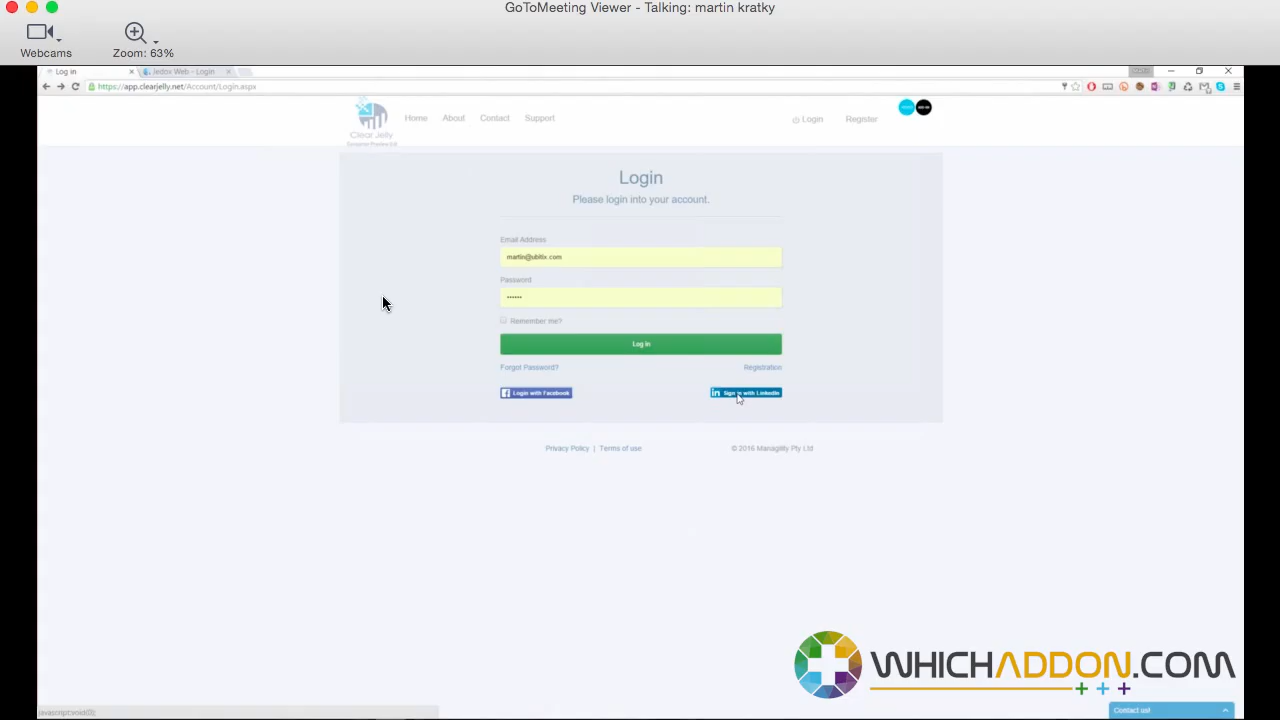 GoToMeeting Viewer - Talking: martin kratky
Webcams
Zoom: 63%
Log in
Jedox Web - Login
https://app.clearjelly.net/Account/Login.aspx
Clear Jelly
Home
About
Contact
Support
Login
Register
Login
Please login into your account.
Email Address
martin@ubitix.com
Password
Remember me?
Log in
Forgot Password?
Registration
Login with Facebook
in Sign in with LinkedIn
Privacy Policy | Terms of use
© 2016 Managility Pty Ltd
WHICHADDON.COM
javascript:void(0);
Contact us!